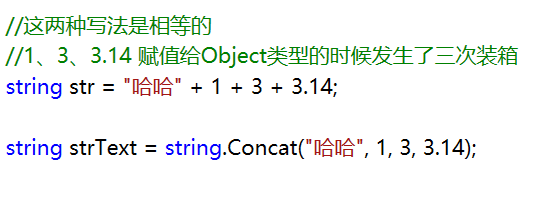 //这两种写法是相等的
//1、3、3.14 赋值给Object类型的时候发生了三次装箱
string str = "哈哈" + 1 + 3 + 3.14;
string strText = string.Concat("哈哈", 1, 3, 3.14);